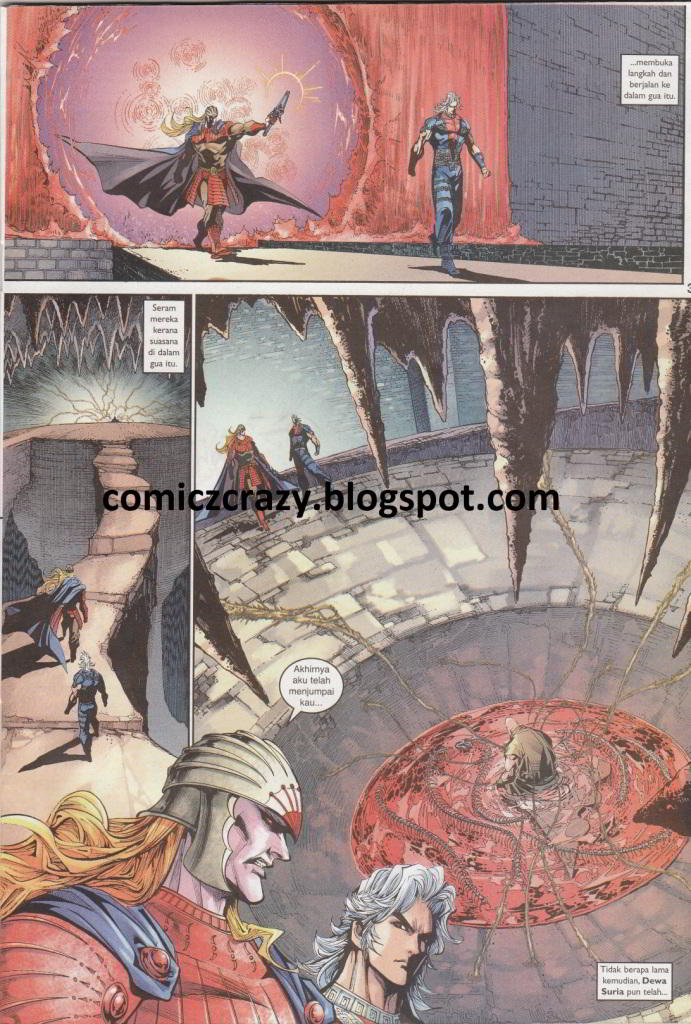 ...membuka
langkah dan
berjalan ke
dalam gua itu.
Seram
mereka
kerana
suasana
di dalam
gua itu.
comiczcrazy.blogspot.com
Akhirnya
aku telah
menjumpai
kau...
Tidak berapa lama
kemudian, Dewa
Suria pun telah...